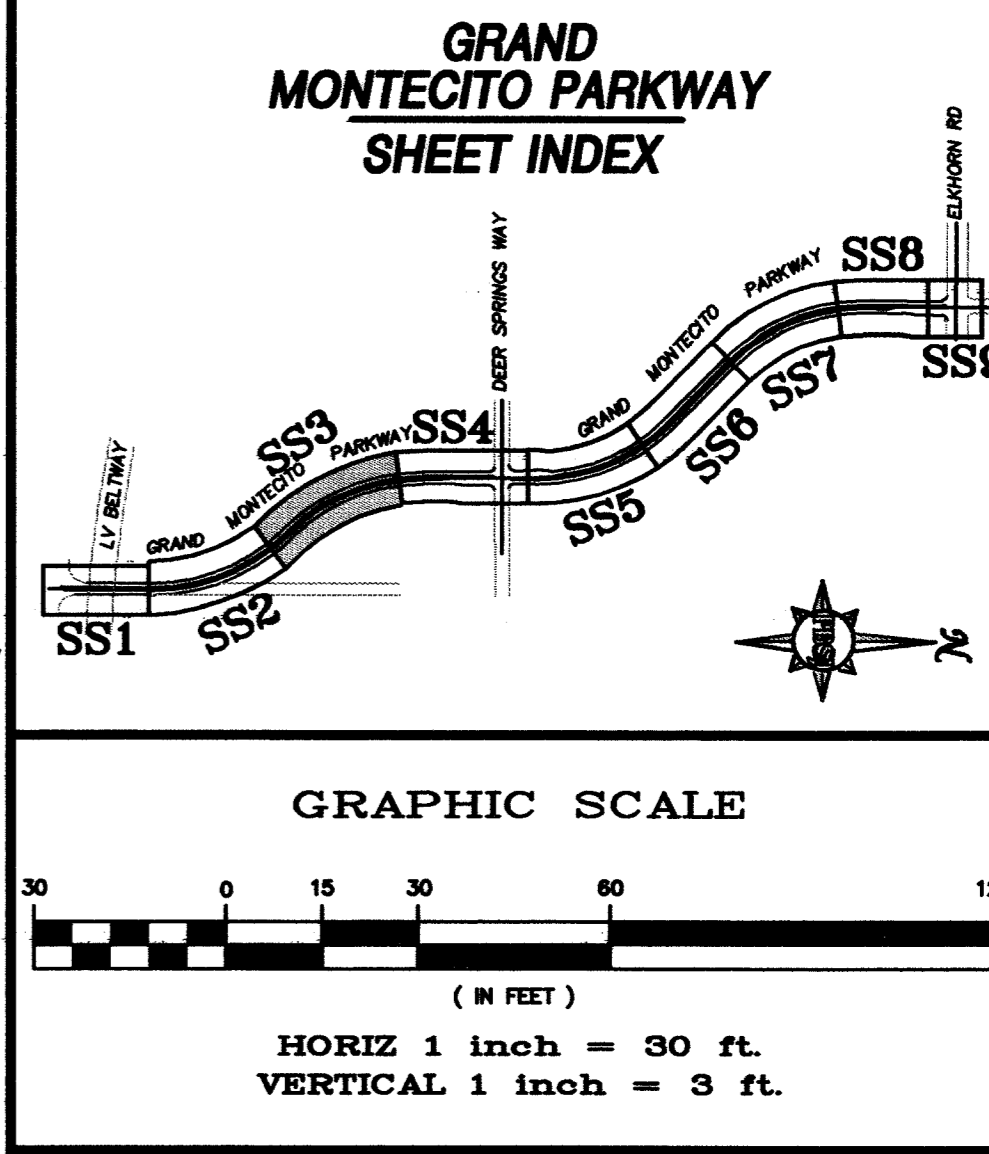 GRAND
MONTECITO PARKWAY
SHEET INDEX
ELKHORN RD
DEER SPRINGS WAY
SS8
PARKWAY
MONTECITO
SS9
SS7
GRAND
SS6
SS3
PARKWAY
SS4
MONTECITO
SS5
LV BELTWAY
GRAND
SS2
SS1
N
GRAPHIC SCALE
30 0 15 30 60
( IN FEET )
HORIZ 1 inch = 30 ft.
VERTICAL 1 inch = 3 ft.